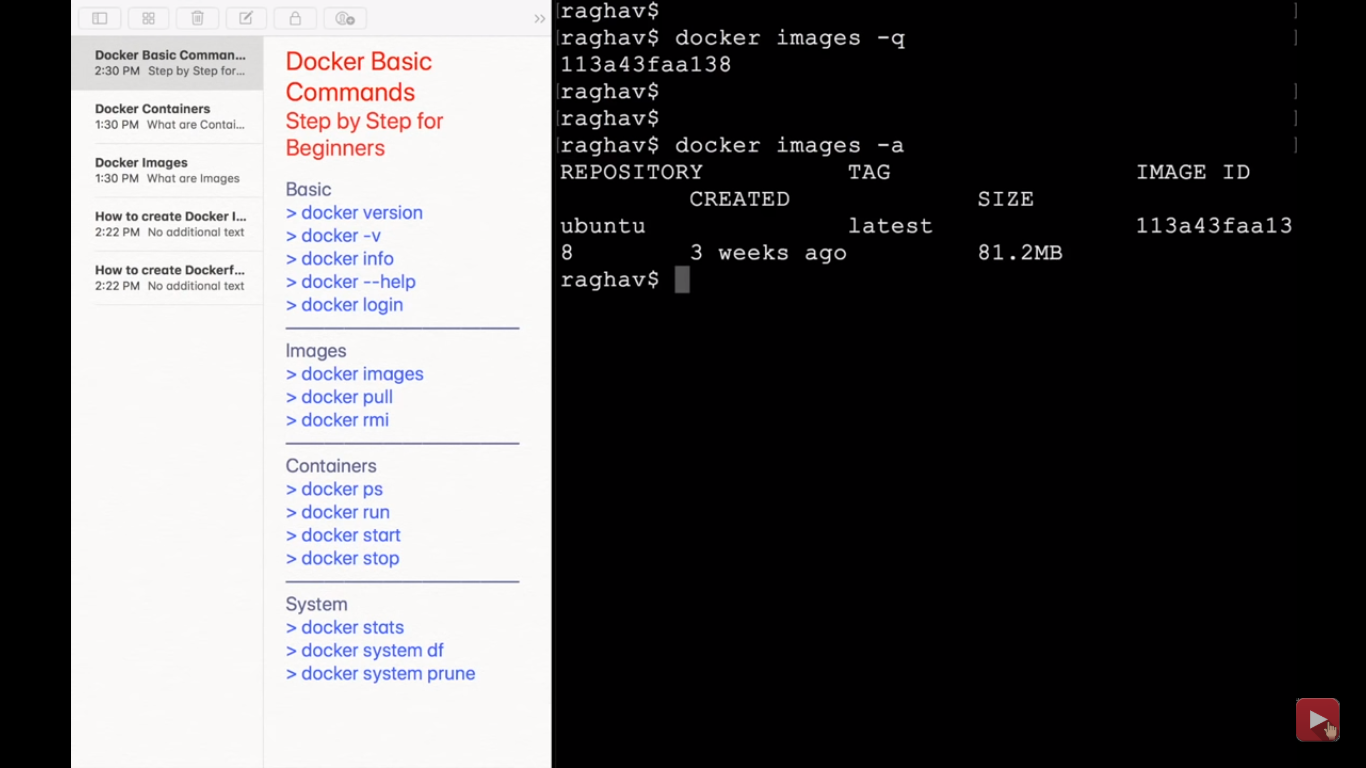 Docker Basic Comman...
2:30 PM Step by Step for...
Docker Containers
1:30 PM What are Contai...
Docker Images
1:30 PM What are Images
How to create Docker I...
2:22 PM No additional text
How to create Dockerf...
2:22 PM No additional text
Docker Basic
Commands
Step by Step for
Beginners
Basic
> docker version
> docker -v
> docker info
> docker --help
> docker login
Images
> docker images
> docker pull
> docker rmi
Containers
> docker ps
> docker run
> docker start
> docker stop
System
> docker stats
> docker system df
> docker system prune
[raghav$ ]
[raghav$ docker images -q ]
113a43faa138
[raghav$ ]
[raghav$ ]
[raghav$ docker images -a ]
REPOSITORY TAG IMAGE ID
CREATED SIZE
ubuntu latest 113a43faa13
8 3 weeks ago 81.2MB
raghav$